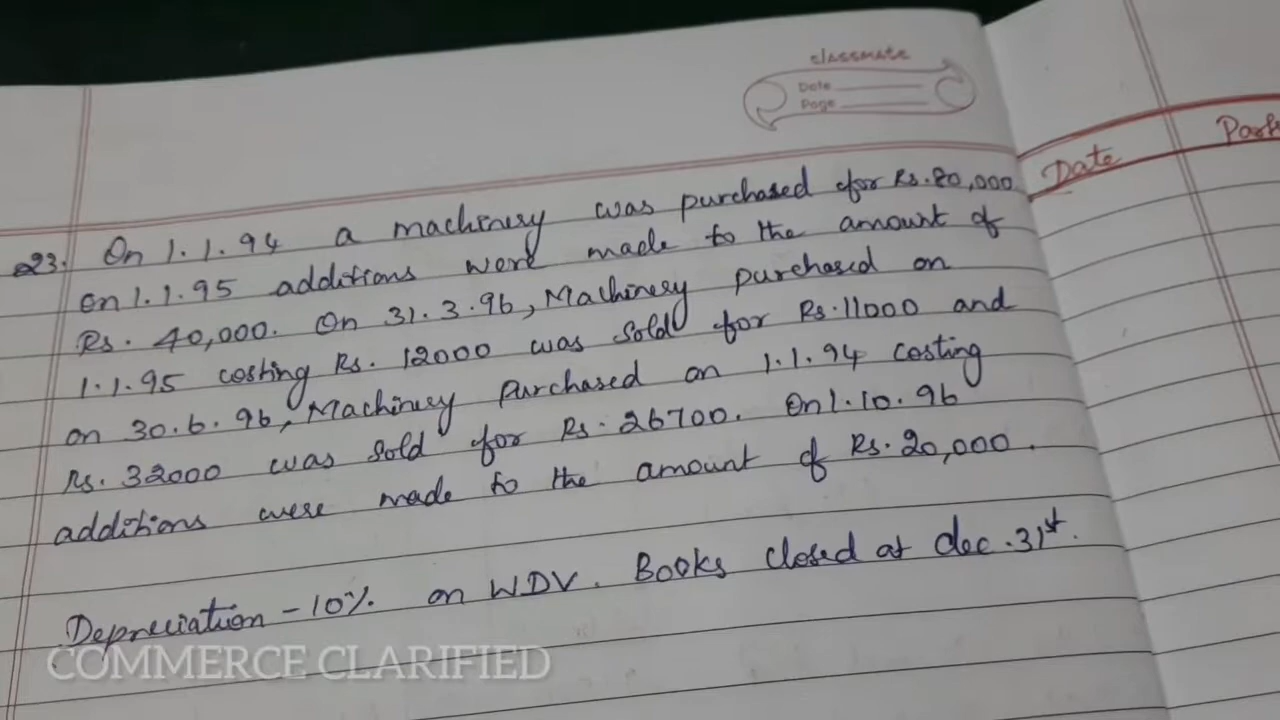 classmate
Date
Page
23. On 1.1.94 a machinery was purchased for Rs.80,000
on 1.1.95 additions were made to the amount of
Rs. 40,000. On 31.3.96, Machinery purchased on
1.1.95 costing Rs. 12000 was sold for Rs.11000 and
on 30.6.96, Machinery purchased on 1.1.94 costing
Rs. 32000 was sold for Rs. 26700. On 1.10.96
additions were made to the amount of Rs. 20,000.
Depreciation - 10% on WDV. Books closed at dec.31st.
Date
COMMERCE CLARIFIED